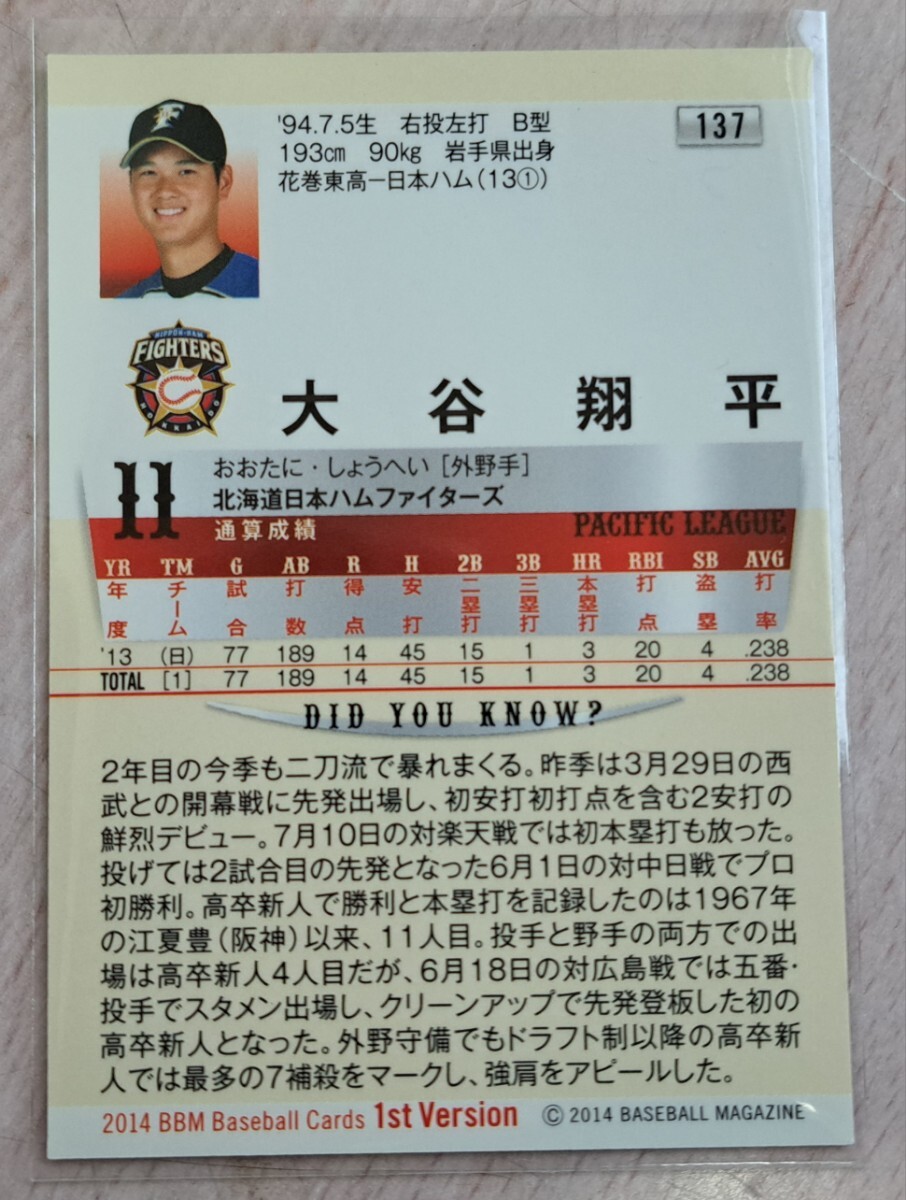 '94.7.5生 右投左打 B型
137
193cm 90kg 岩手県出身
花巻東高－日本ハム(13①)
NIPPON-HAM
FIGHTERS
HOKKAIDO
大谷翔平
11
おおたに・しょうへい[外野手]
北海道日本ハムファイターズ
通算成績 PACIFIC LEAGUE
YR TM G AB R H 2B 3B HR RBI SB AVG
年度 チーム 試合 打数 得点 安打 二塁打 三塁打 本塁打 打点 盗塁 打率
'13 (日) 77 189 14 45 15 1 3 20 4 .238
TOTAL [1] 77 189 14 45 15 1 3 20 4 .238
DID YOU KNOW?
2年目の今季も二刀流で暴れまくる。昨季は3月29日の西
武との開幕戦に先発出場し、初安打初打点を含む2安打の
鮮烈デビュー。7月10日の対楽天戦では初本塁打も放った。
投げては2試合目の先発となった6月1日の対中日戦でプロ
初勝利。高卒新人で勝利と本塁打を記録したのは1967年
の江夏豊(阪神)以来、11人目。投手と野手の両方での出
場は高卒新人4人目だが、6月18日の対広島戦では五番・
投手でスタメン出場し、クリーンアップで先発登板した初の
高卒新人となった。外野守備でもドラフト制以降の高卒新
人では最多の7補殺をマークし、強肩をアピールした。
2014 BBM Baseball Cards 1st Version © 2014 BASEBALL MAGAZINE